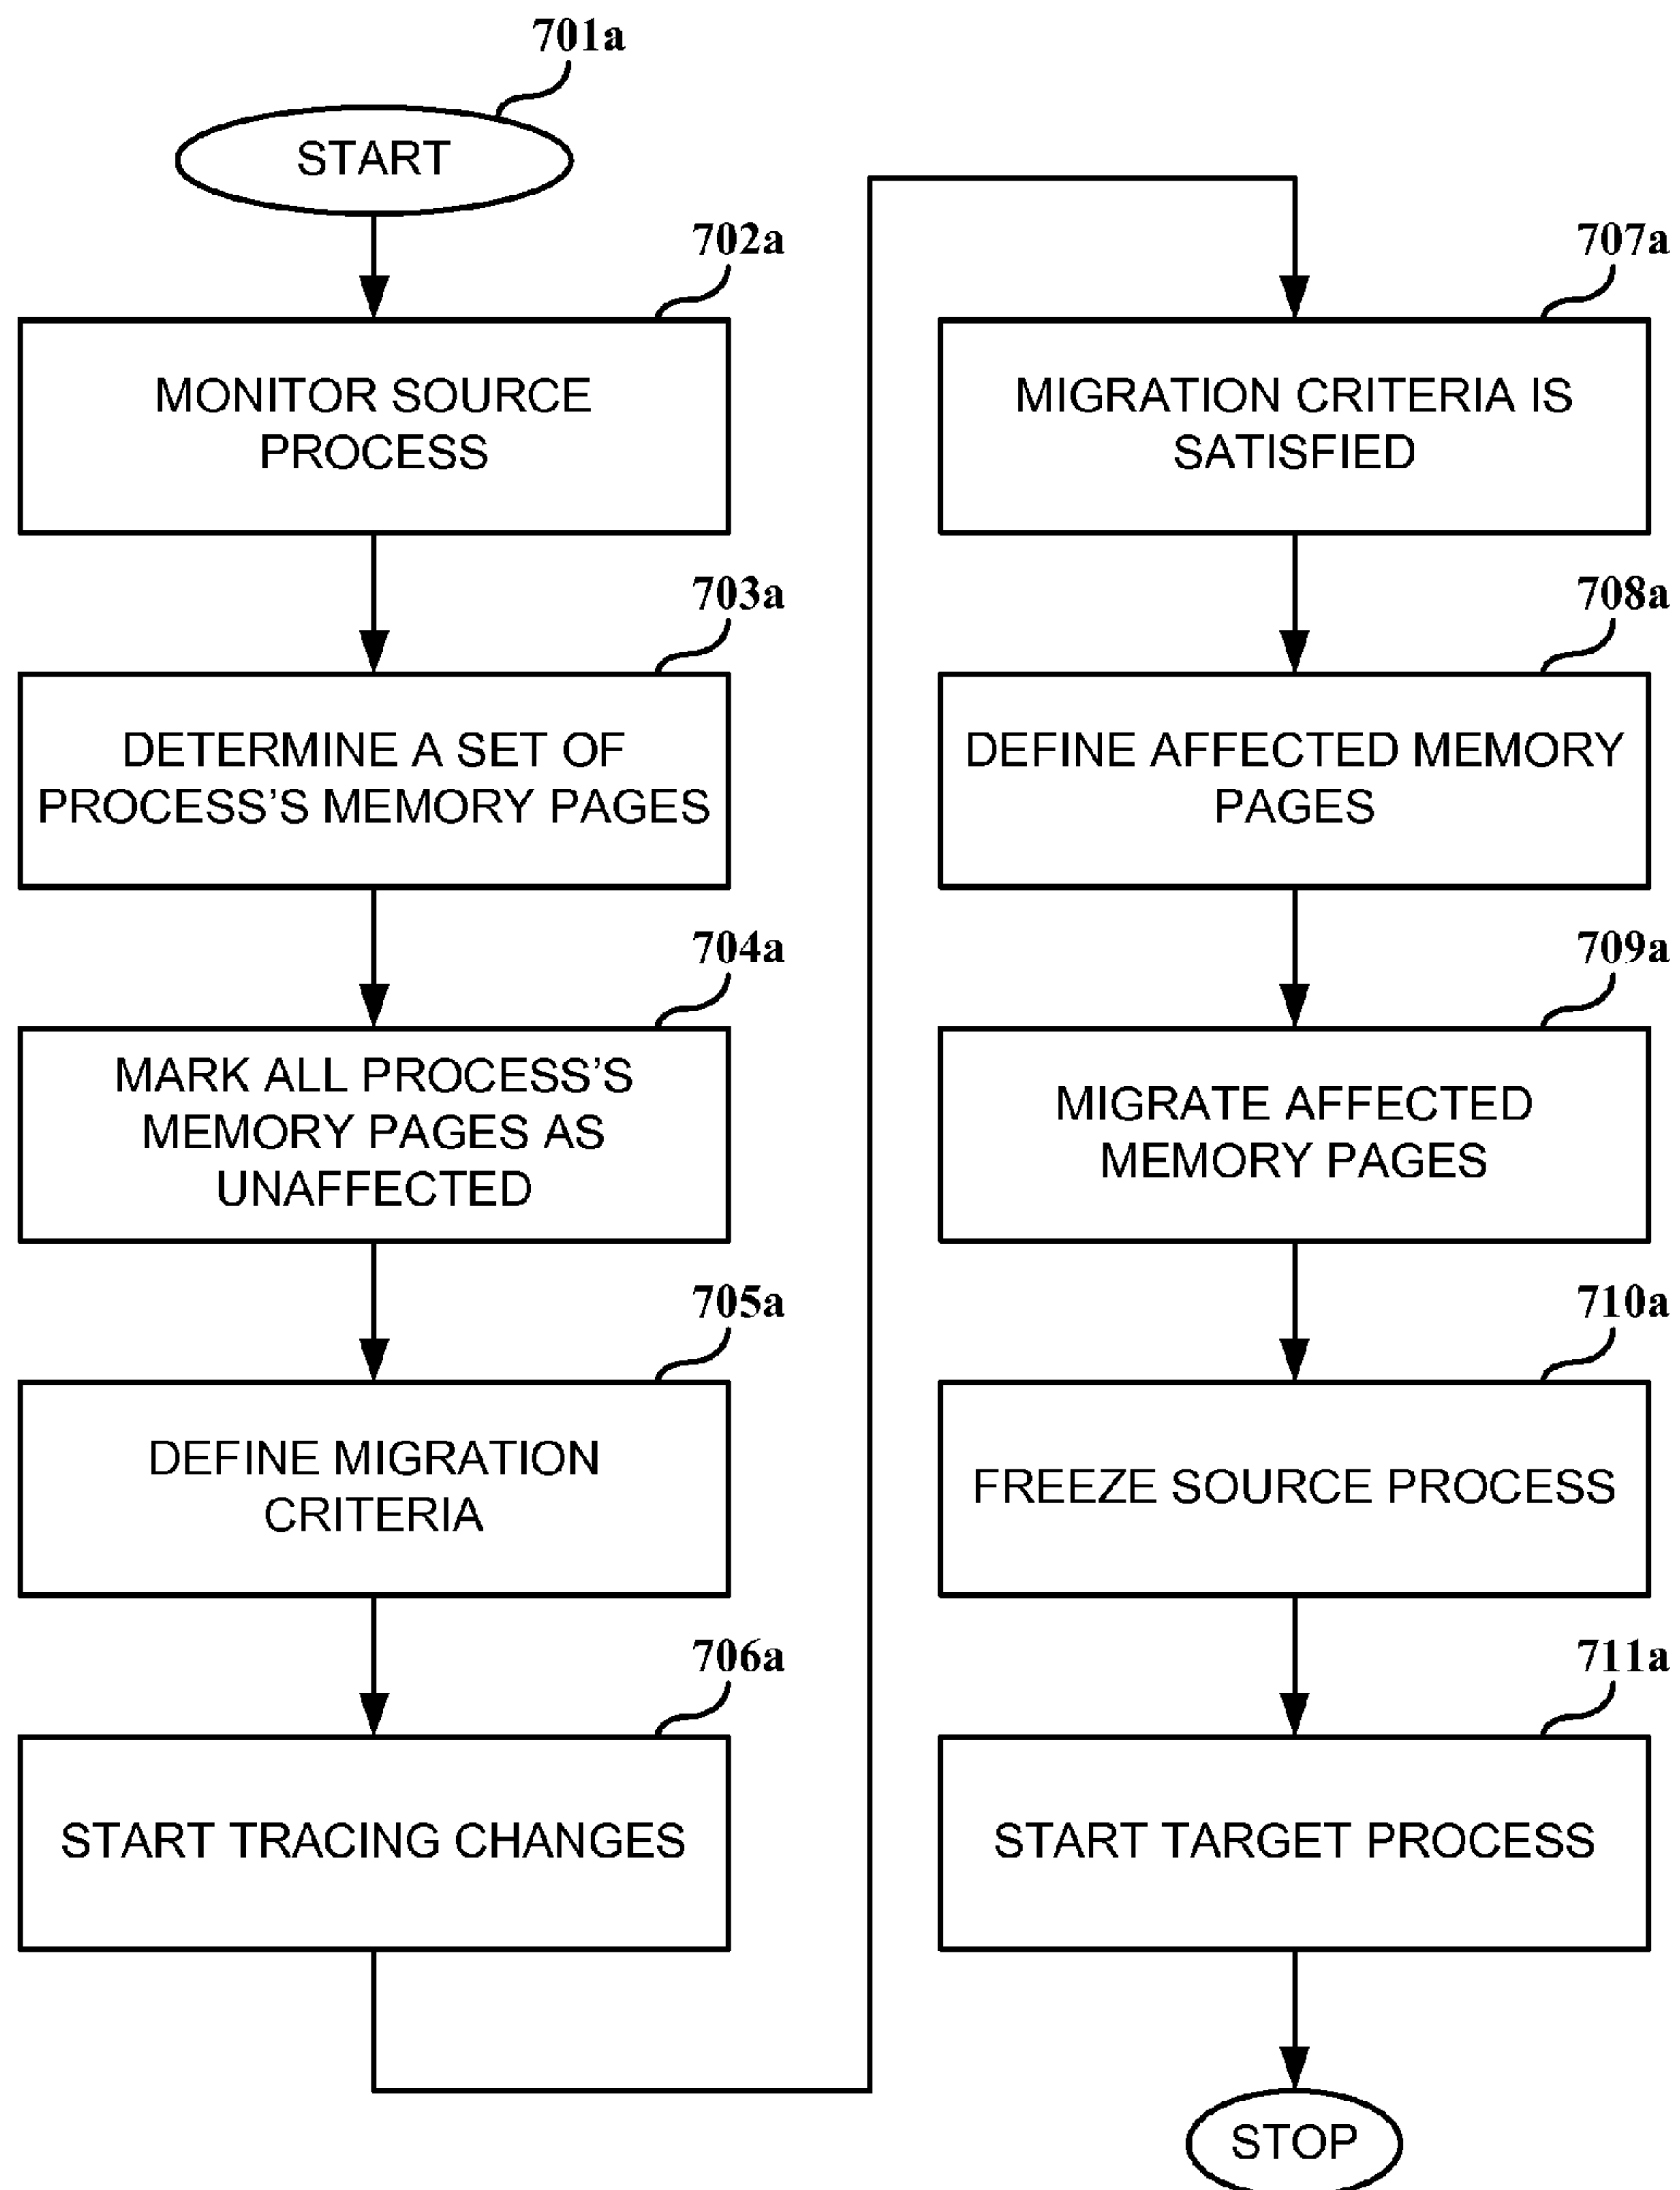 701a
START
702a
MONITOR SOURCE
PROCESS
703a
DETERMINE A SET OF
PROCESS'S MEMORY PAGES
704a
MARK ALL PROCESS'S
MEMORY PAGES AS
UNAFFECTED
705a
DEFINE MIGRATION
CRITERIA
706a
START TRACING CHANGES
707a
MIGRATION CRITERIA IS
SATISFIED
708a
DEFINE AFFECTED MEMORY
PAGES
709a
MIGRATE AFFECTED
MEMORY PAGES
710a
FREEZE SOURCE PROCESS
711a
START TARGET PROCESS
STOP